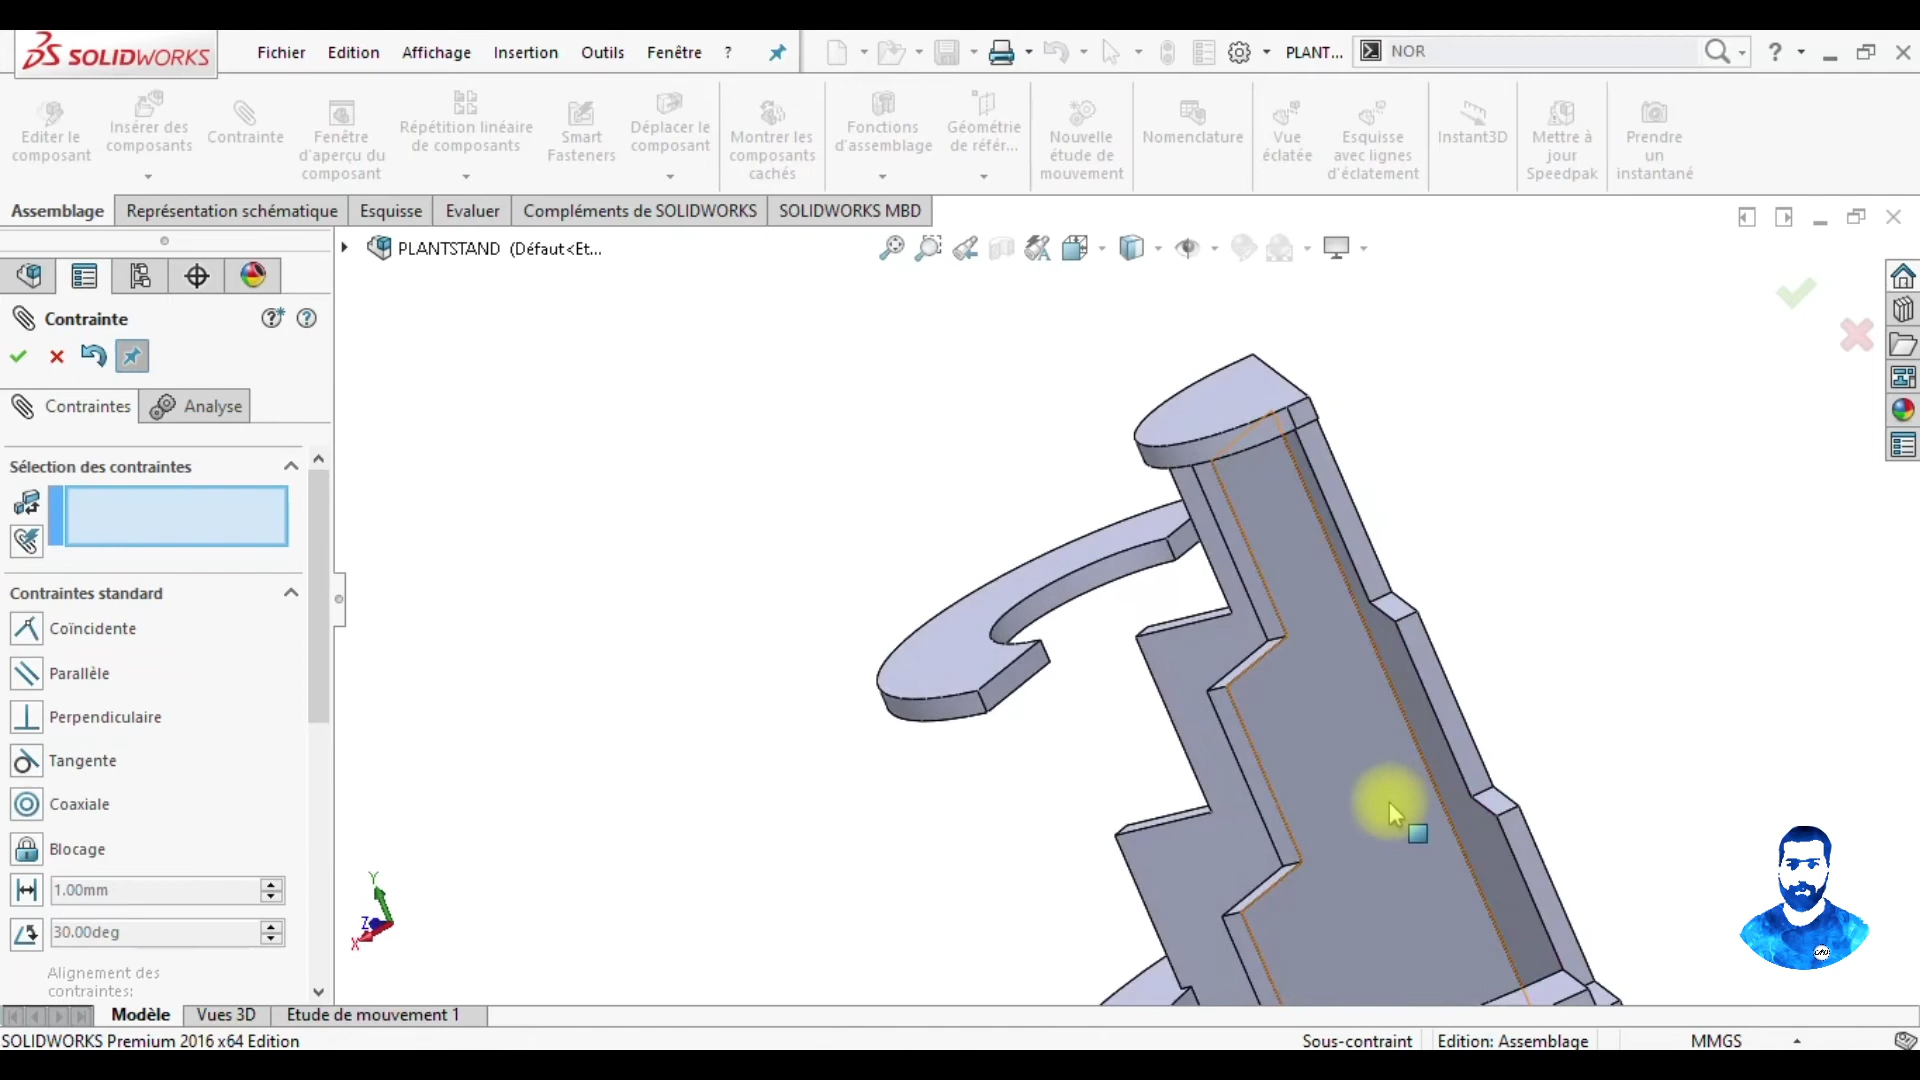 SOLIDWORKS
Fichier Edition Affichage Insertion Outils Fenêtre ?
PLANT...
NOR
?
Editer le
composant
Insérer des
composants
Contrainte
Fenêtre
d'aperçu du
composant
Répétition linéaire
de composants
Smart
Fasteners
Déplacer le
composant
Montrer les
composants
cachés
Fonctions
d'assemblage
Géométrie
de référ...
Nouvelle
étude de
mouvement
Nomenclature
Vue
éclatée
Esquisse
avec lignes
d'éclatement
Instant3D
Mettre à
jour
Speedpak
Prendre
un
instantané
Assemblage Représentation schématique Esquisse Evaluer Compléments de SOLIDWORKS SOLIDWORKS MBD
PLANTSTAND (Défaut<Et...
Contrainte
Contraintes Analyse
Sélection des contraintes
Contraintes standard
Coïncidente
Parallèle
Perpendiculaire
Tangente
Coaxiale
Blocage
1.00mm
30.00deg
Alignement des
contraintes:
Y
Z
X
Modèle Vues 3D Etude de mouvement 1
SOLIDWORKS Premium 2016 x64 Edition
Sous-contraint Edition: Assemblage MMGS